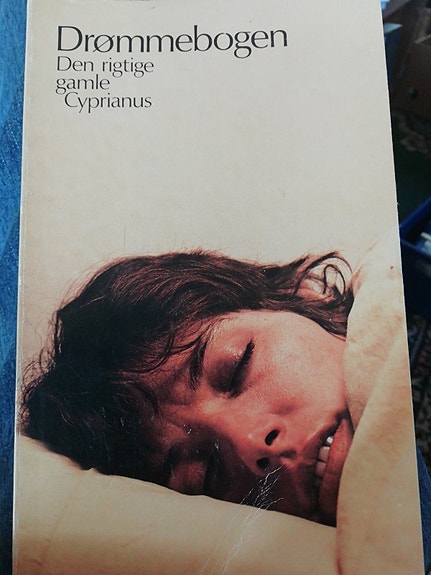 Drømmebogen
Den rigtige
gamle
Cyprianus